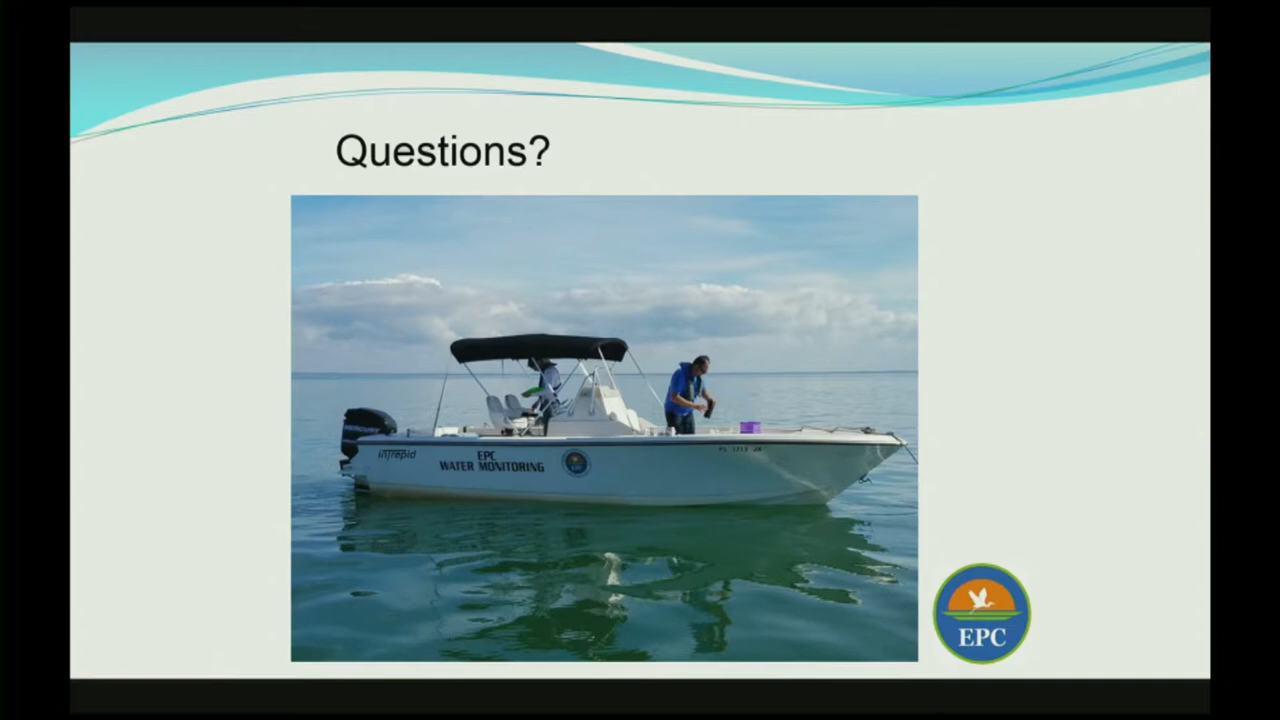 Questions?
intrepid
EPC
WATER MONITORING
EPC